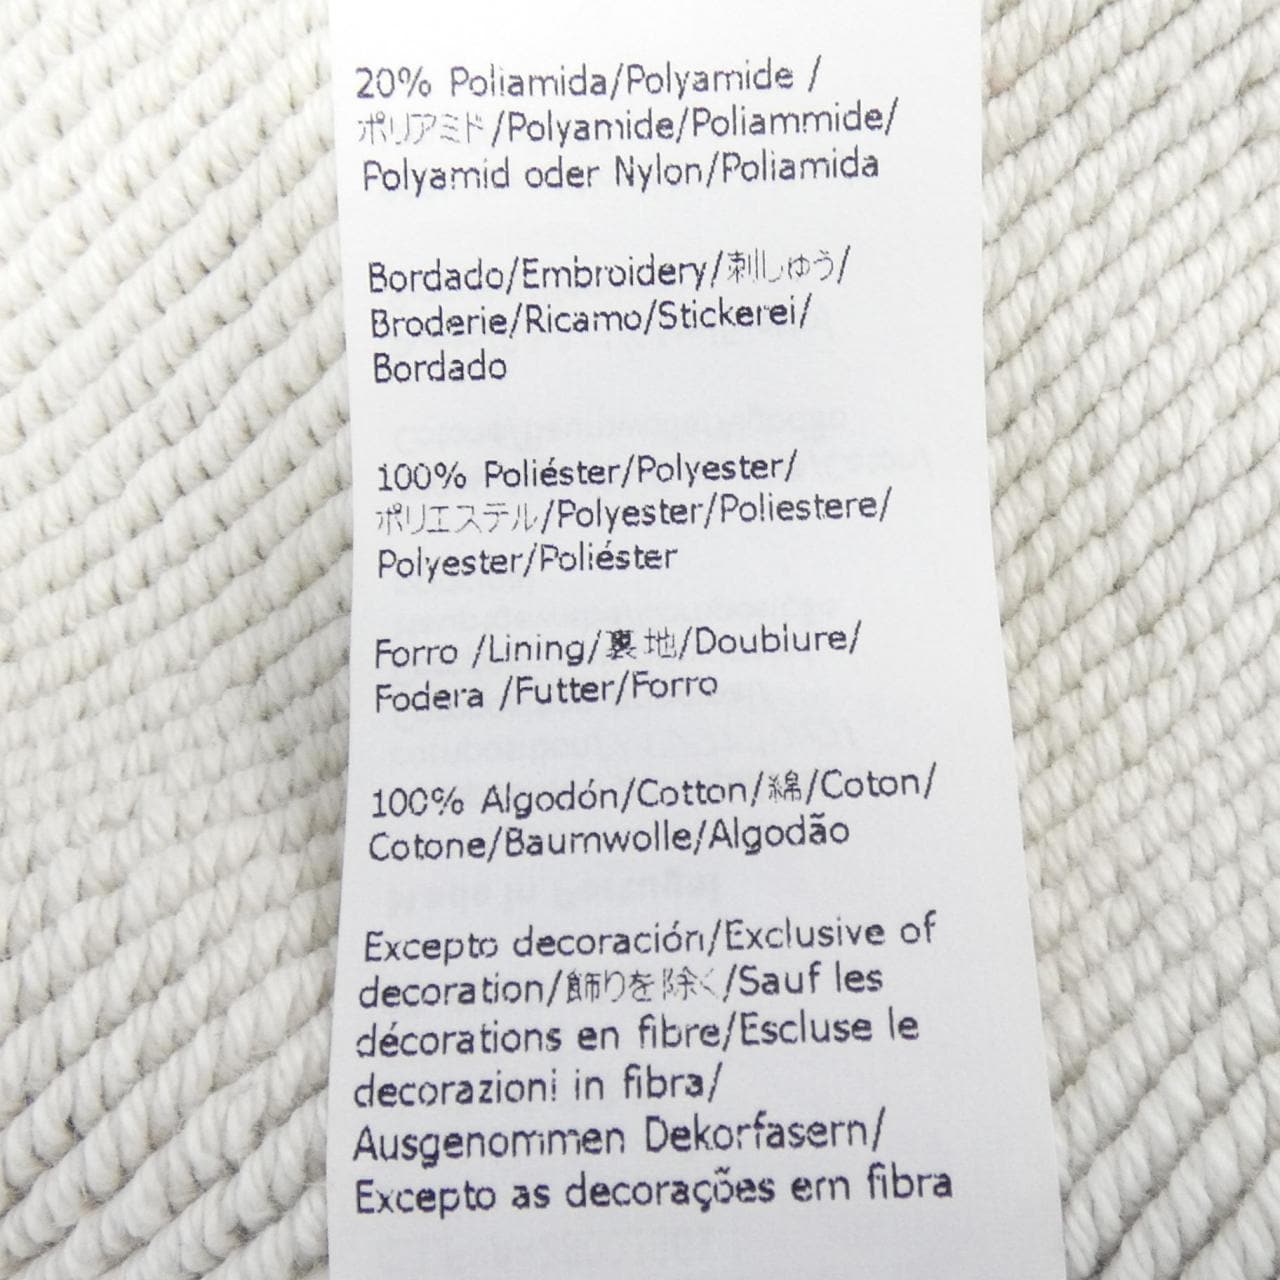 20% Poliamida/Polyamide /
ポリアミド/Polyamide/Poliammide/
Polyamid oder Nylon/Poliamida
Bordado/Embroidery/刺しゅう/
Broderie/Ricamo/Stickerei/
Bordado
100% Poliéster/Polyester/
ポリエステル/Polyester/Poliestere/
Polyester/Poliéster
Forro /Lining/裏地/Doublure/
Fodera /Futter/Forro
100% Algodón/Cotton/綿/Coton/
Cotone/Baumwolle/Algodão
Excepto decoración/Exclusive of
decoration/飾りを除く/Sauf les
décorations en fibre/Escluse le
decorazioni in fibra/
Ausgenommen Dekorfasern/
Excepto as decorações em fibra